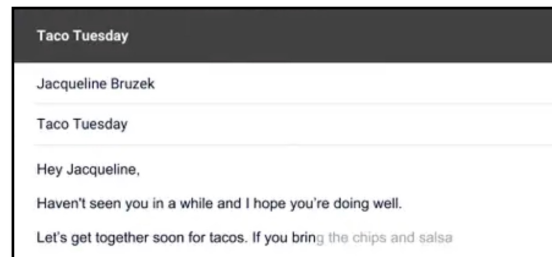 Taco Tuesday
Jacqueline Bruzek
Taco Tuesday
Hey Jacqueline,
Haven't seen you in a while and I hope you're doing well.
Let's get together soon for tacos. If you bring the chips and salsa